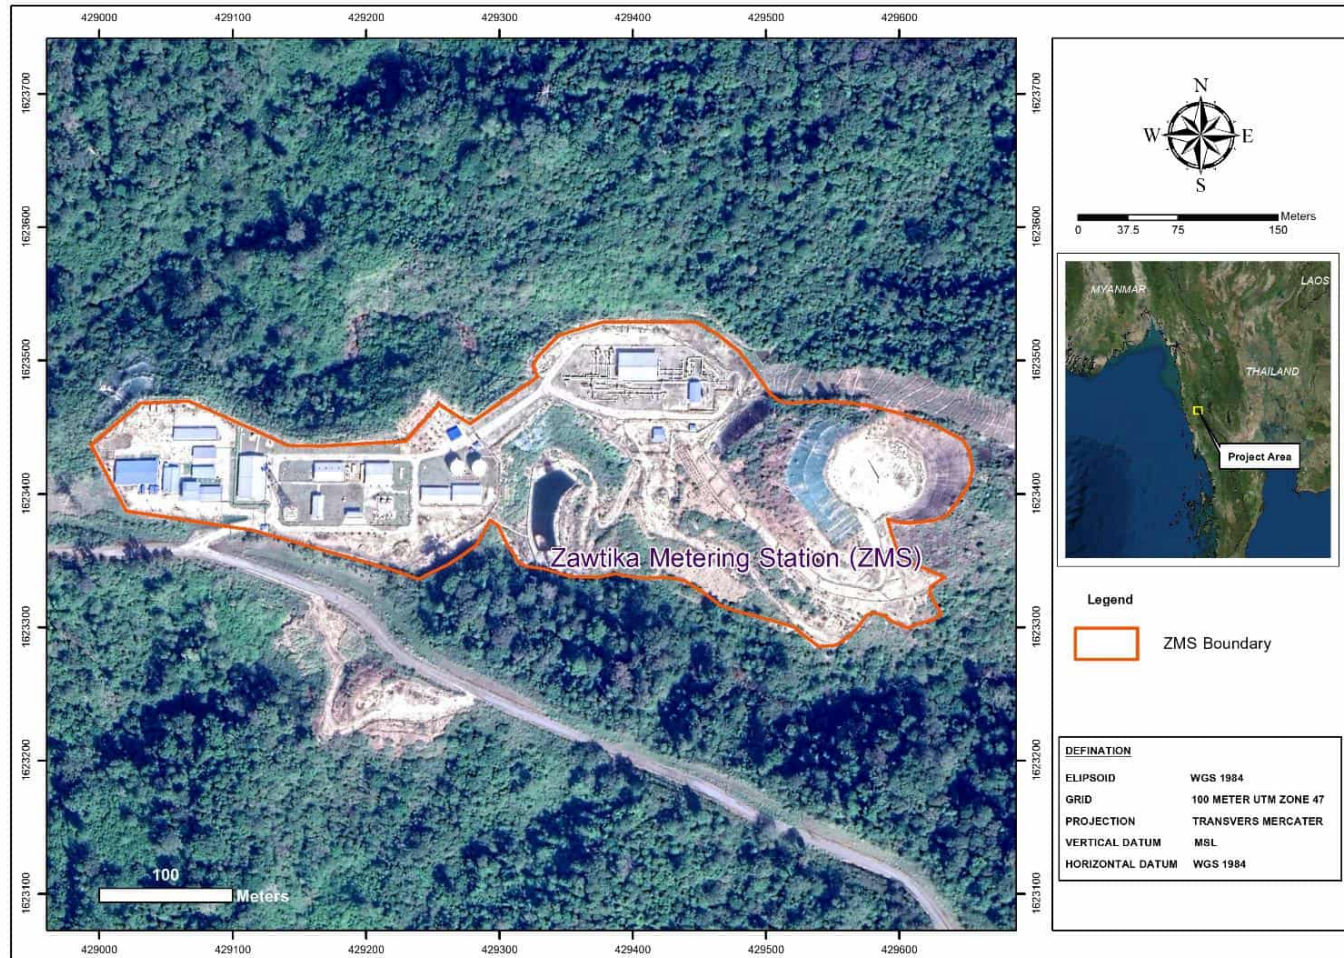 429000 429100 429200 429300 429400 429500 429600
1623700
1623600
1623500
1623400
1623300
1623200
1623100
Zawtika Metering Station (ZMS)
100
Meters
1623700
1623600
1623500
1623400
1623300
1623200
1623100
429000 429100 429200 429300 429400 429500 429600
N
W E
S
Meters
0 37.5 75 150
MYANMAR
LAOS
THAILAND
Project Area
Legend
ZMS Boundary
DEFINATION
ELIPSOID WGS 1984
GRID 100 METER UTM ZONE 47
PROJECTION TRANSVERS MERCATER
VERTICAL DATUM MSL
HORIZONTAL DATUM WGS 1984